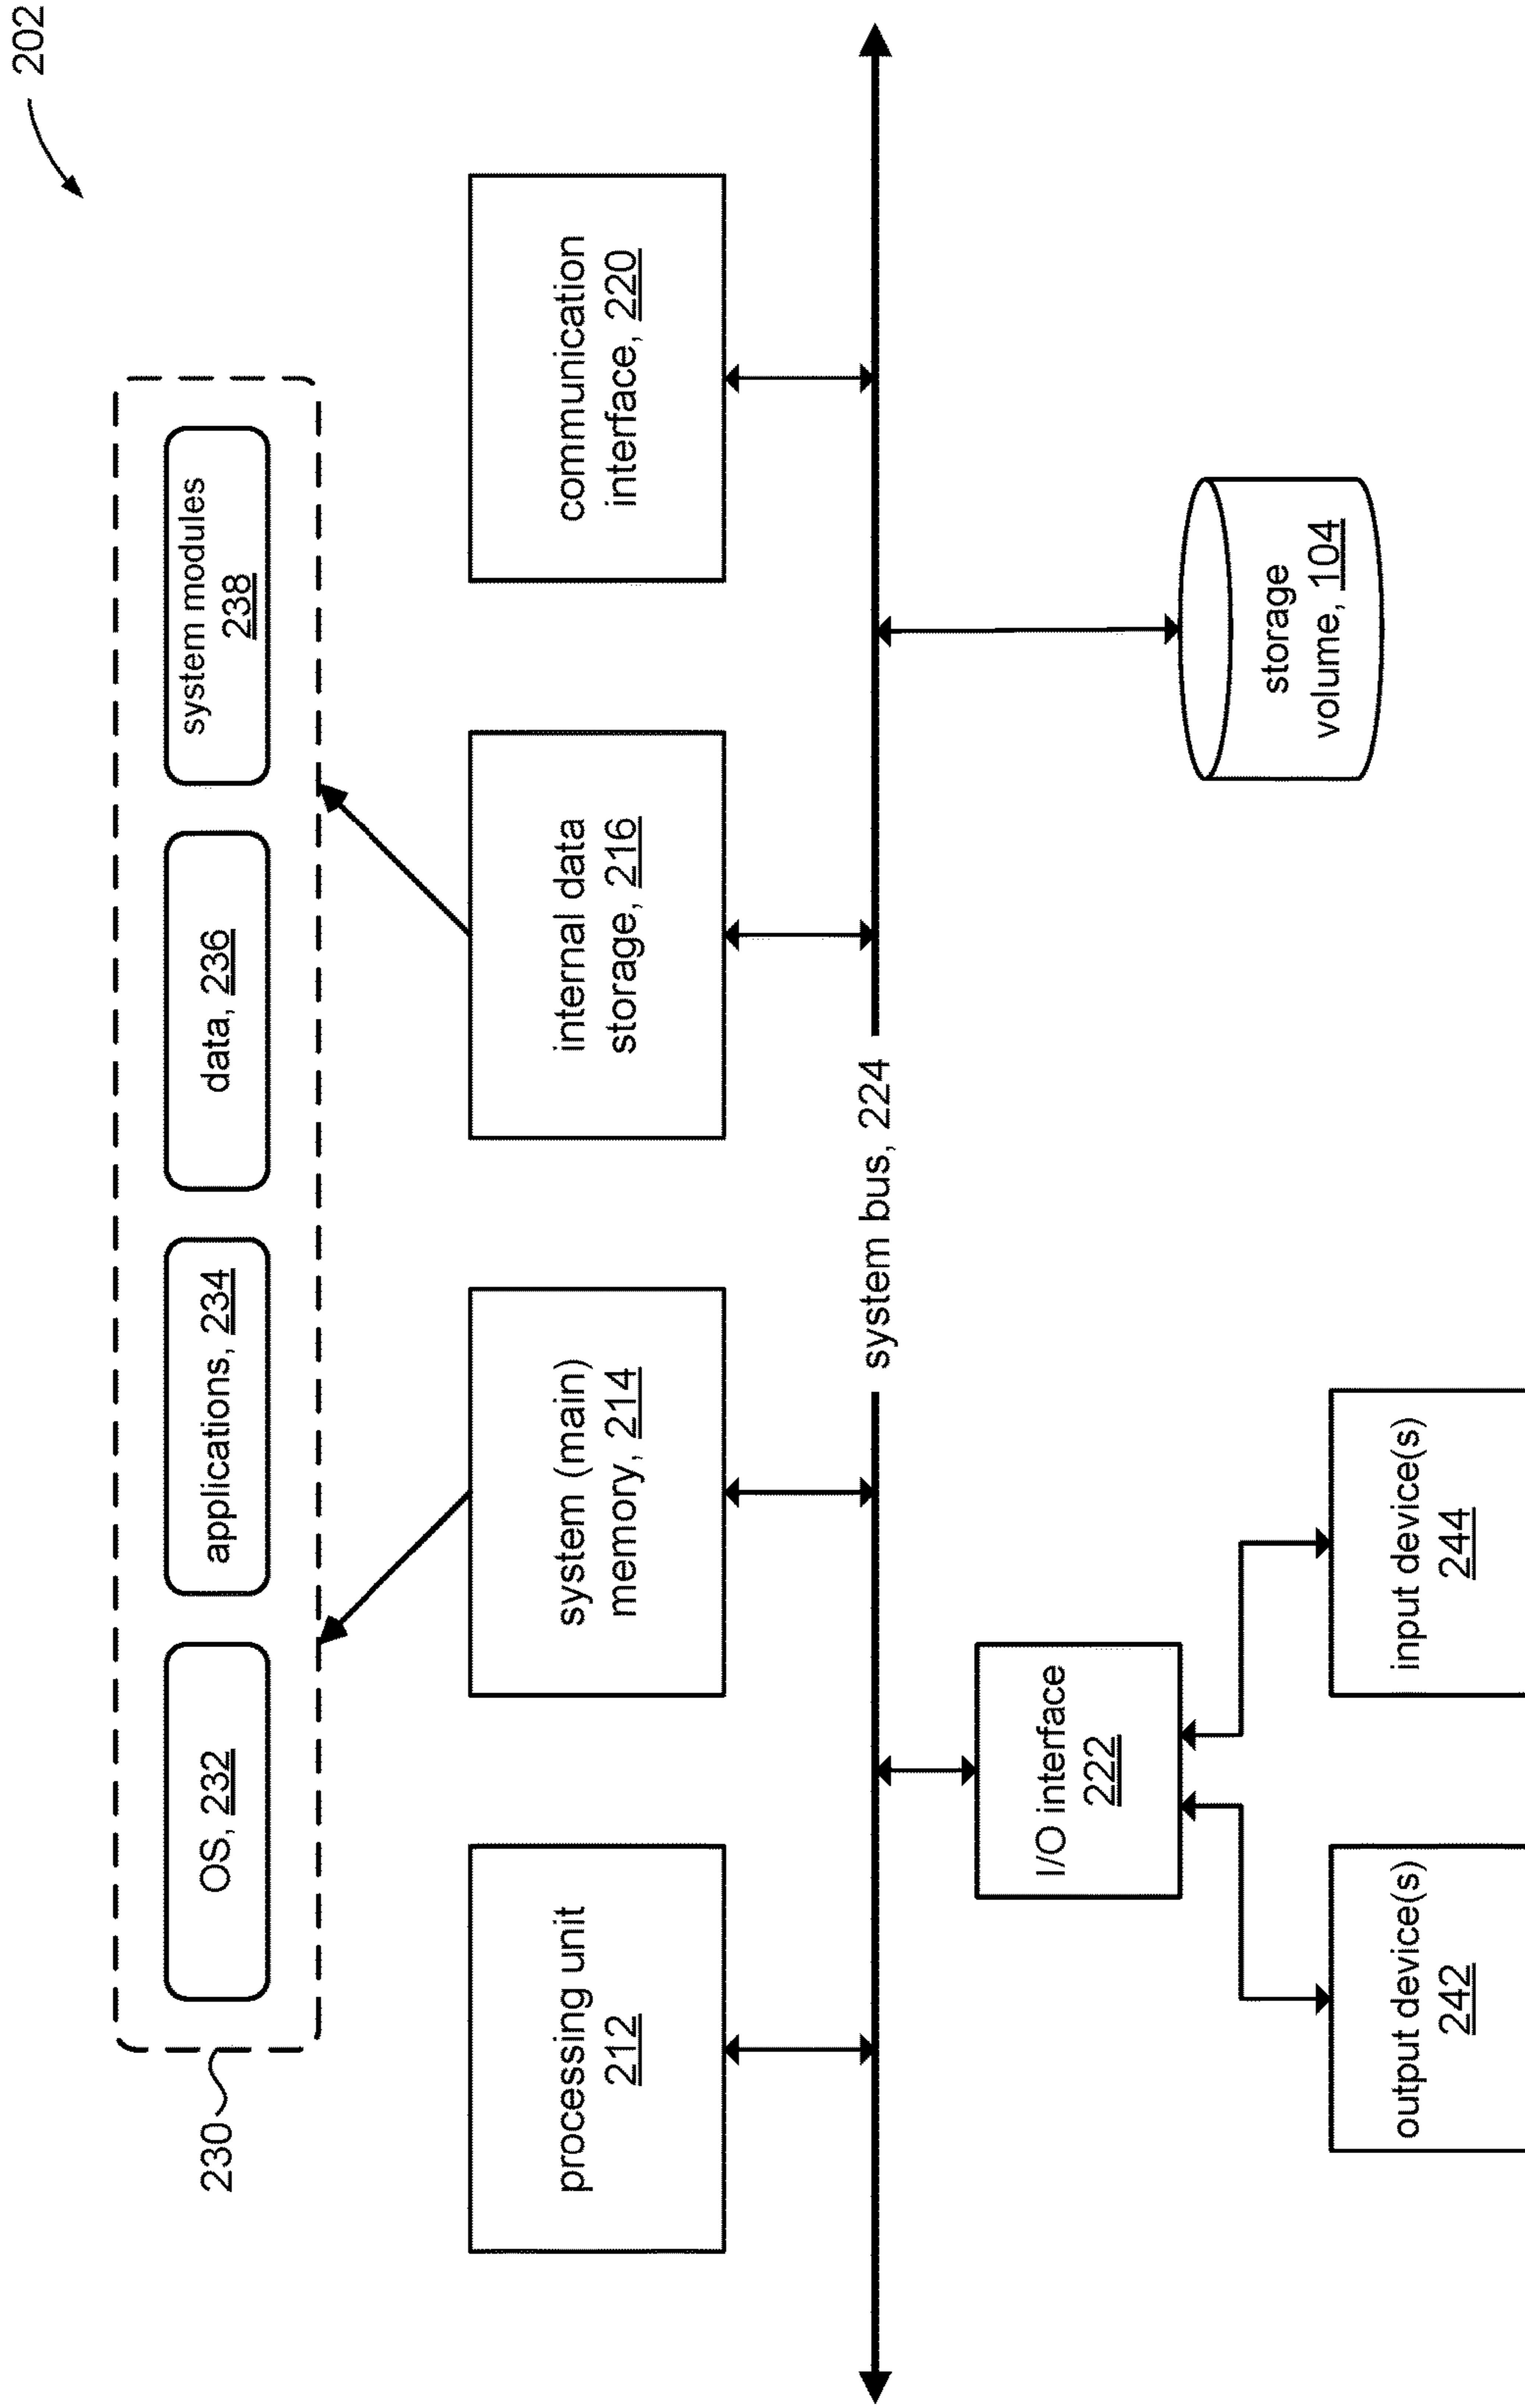 202
230
OS, 232
applications, 234
data, 236
system modules
238
processing unit
212
system (main)
memory, 214
internal data
storage, 216
communication
interface, 220
system bus, 224
I/O interface
222
storage
volume, 104
output device(s)
242
input device(s)
244